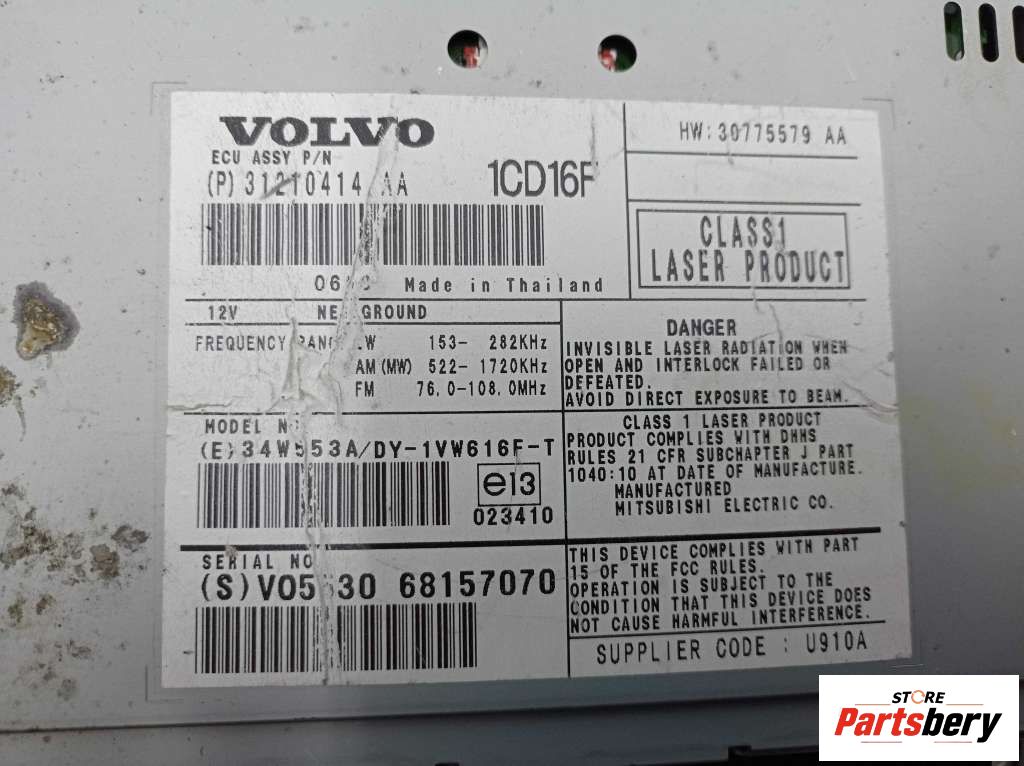 VOLVO
ECU ASSY P/N
(P) 31210414 AA
1CD16F
HW:30775579 AA
CLASS1
LASER PRODUCT
Made in Thailand
12V GROUND
FREQUENCY 153- 282KHz
AM(MW) 522- 1720KHz
FM 76.0-108.0MHz
DANGER
INVISIBLE LASER RADIATION WHEN
OPEN AND INTERLOCK FAILED OR
DEFEATED.
AVOID DIRECT EXPOSURE TO BEAM.
MODEL
(E)34W553A/DY-1VW616F-T
e13
023410
CLASS 1 LASER PRODUCT
PRODUCT COMPLIES WITH DHHS
RULES 21 CFR SUBCHAPTER J PART
1040:10 AT DATE OF MANUFACTURE.
MANUFACTURED
MITSUBISHI ELECTRIC CO.
SERIAL NO
(S) 68157070
THIS DEVICE COMPLIES WITH PART
15 OF THE FCC RULES.
OPERATION IS SUBJECT TO THE
CONDITION THAT THIS DEVICE DOES
NOT CAUSE HARMFUL INTERFERENCE.
SUPPLIER CODE : U910A
STORE
Partsbery